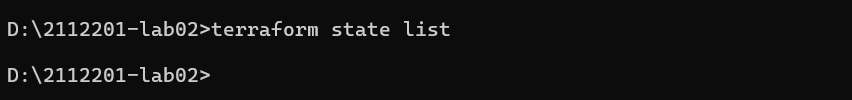 D:\2112201-lab02>terraform state list
D:\2112201-lab02>